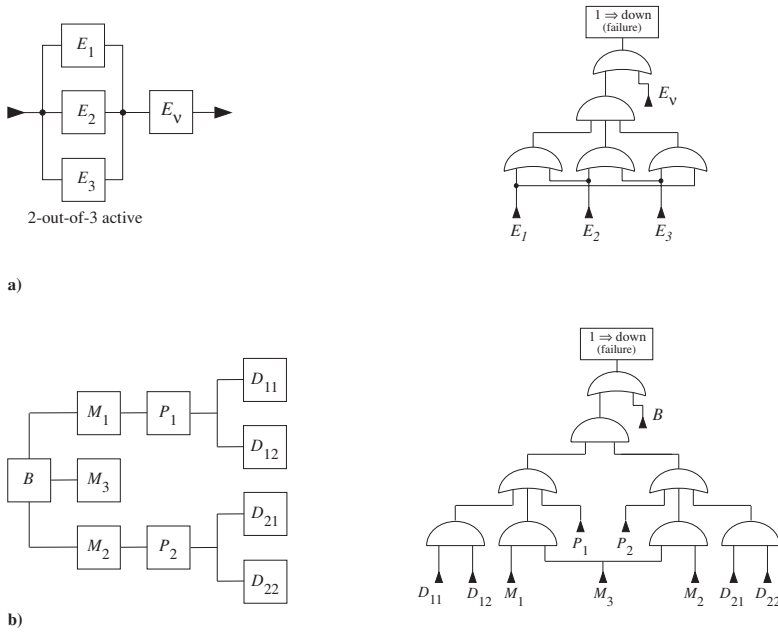 E1
E2
Eν
E3
2-out-of-3 active
1 ⇒ down
(failure)
Eν
E1 E2 E3
a)
B
M1 P1
M3
M2 P2
D11
D12
D21
D22
1 ⇒ down
(failure)
B
P1 P2
D11 D12 M1 M3 M2 D21 D22
b)